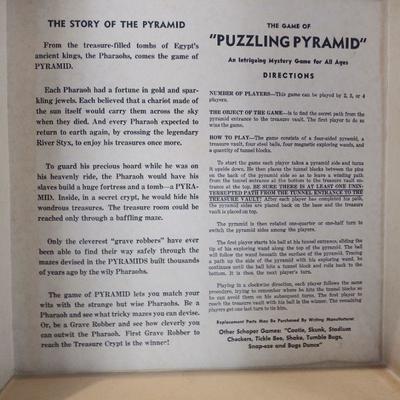 THE STORY OF THE PYRAMID
From the treasure-filled tombs of Egypt's
ancient kings, the Pharaohs, comes the game of
PYRAMID.
Each Pharaoh had a fortune in gold and spar-
kling jewels. Each believed that a chariot made of
the sun itself would carry them across the sky
when they died. And every Pharaoh expected to
return to earth again, by crossing the legendary
River Styx, to enjoy his treasures once more.
To guard his precious hoard while he was on
his heavenly ride, the Pharaoh would have his
slaves build a huge fortress and a tomb—a PYRA-
MID. Inside, in a secret crypt, he would hide his
wondrous treasures. The treasure room could be
reached only through a baffling maze.
Only the cleverest "grave robbers" have ever
been able to find their way safely through the
mazes devised in the PYRAMIDS built thousands
of years ago by the wily Pharaohs.
The game of PYRAMID lets you match your
wits with the strange but wise Pharaohs. Be a
Pharaoh and see what tricky mazes you can devise.
Or, be a Grave Robber and see how cleverly you
can outwit the Pharaoh. First Grave Robber to
reach the Treasure Crypt is the winner!
THE GAME OF
"PUZZLING PYRAMID"
An Intriguing Mystery Game for All Ages
DIRECTIONS
NUMBER OF PLAYERS—This game can be played by 2, 3, or 4
players.
THE OBJECT OF THE GAME—is to find the secret path from the
pyramid entrance to the treasure vault. The first player to do so
wins the game.
HOW TO PLAY—The game consists of a four-sided pyramid, a
treasure vault, four steel balls, four magnetic exploring wands, and
a quantity of tunnel blocks.
To start the game each player takes a pyramid side and turns
it upside down. He then places the tunnel blocks between the pins
on the back of the pyramid side so as to leave a winding path from
the tunnel entrance at the bottom to the treasure vault en-
trance at the top. BE SURE THERE IS AT LEAST ONE UNIN-
TERRUPTED PATH FROM THE TUNNEL ENTRANCE TO THE
TREASURE VAULT! After each player has completed his path,
the pyramid sides are placed back on the base and the treasure
vault is placed on top.
The pyramid is then rotated one-quarter or one-half turn to
switch the pyramid sides among players.
The first player starts his ball at his tunnel entrance, sliding the
tip of his exploring wand along the top of the pyramid. The ball
will follow the wand beneath the surface of the pyramid. Tracing
a path up the side of the pyramid with his exploring wand, he
continues until the ball hits a tunnel block and rolls back to the
bottom. It is then the next player's turn.
Playing in a clockwise direction, each player follows the same
procedure, trying to remember where he hits the tunnel blocks so
he can avoid them on his subsequent turns. The first player to
reach the treasure vault with his ball is the winner. The remaining
players get one last turn to tie him.
Replacement Parts May Be Purchased By Writing Manufacturer
Other Schaper Games: "Cootie, Skunk, Stadium
Checkers, Tickle Bee, Shake, Tumble Bugs,
Snap-eze and Bugs Dance"